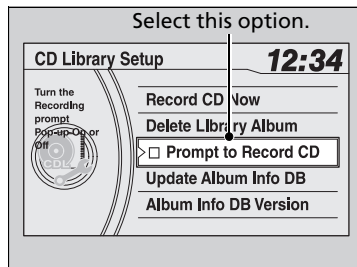 Select this option.
CD Library Setup
12:34
Turn the
Recording
prompt
Pop-up On or
Off
CDL
Record CD Now
Delete Library Album
Prompt to Record CD
Update Album Info DB
Album Info DB Version